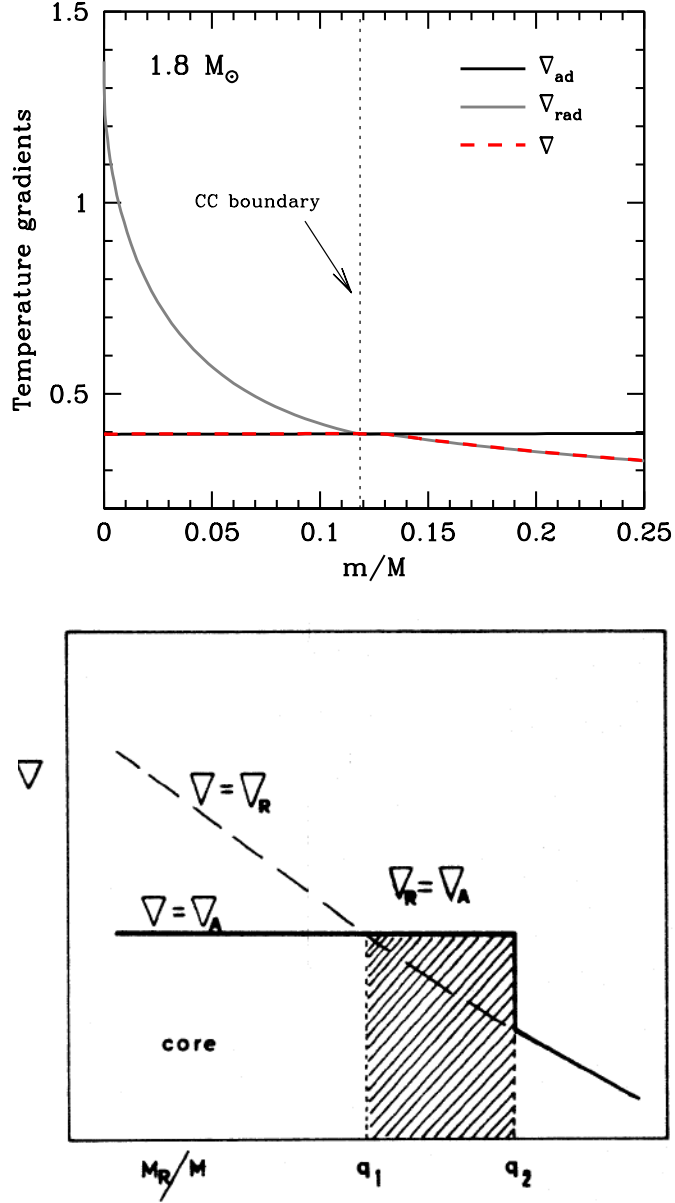 1.5
1.8 M⊙
∇ad
∇rad
∇
Temperature gradients
1
CC boundary
0.5
0
0.05
0.1
0.15
0.2
0.25
m/M
∇
∇ = ∇R
∇R = ∇A
∇ = ∇A
core
MR/M
q1
q2